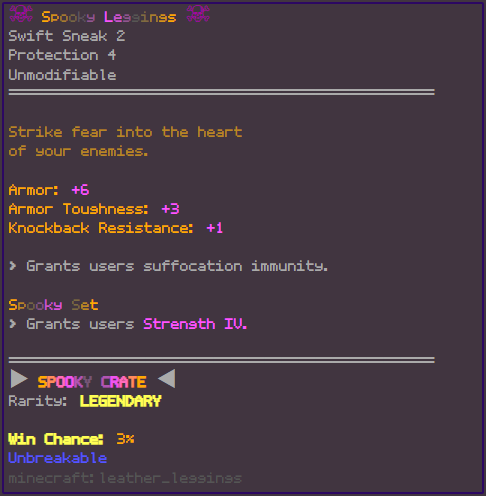 ☠ Spooky Leggings ☠
Swift Sneak 2
Protection 4
Unmodifiable
Strike fear into the heart
of your enemies.
Armor: +6
Armor Toughness: +3
Knockback Resistance: +1
> Grants users suffocation immunity.
Spooky Set
> Grants users Strength IV.
▶ SPOOKY CRATE ◀
Rarity: LEGENDARY
Win Chance: 3%
Unbreakable
minecraft:leather_leggings